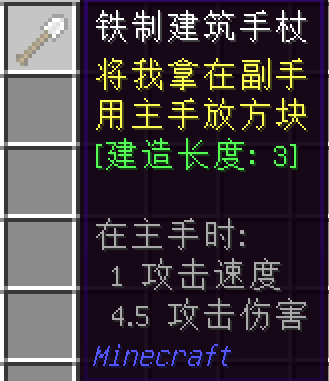 铁制建筑手杖
将我拿在副手
用主手放方块
[建造长度: 3]
在主手时:
1 攻击速度
4.5 攻击伤害
Minecraft